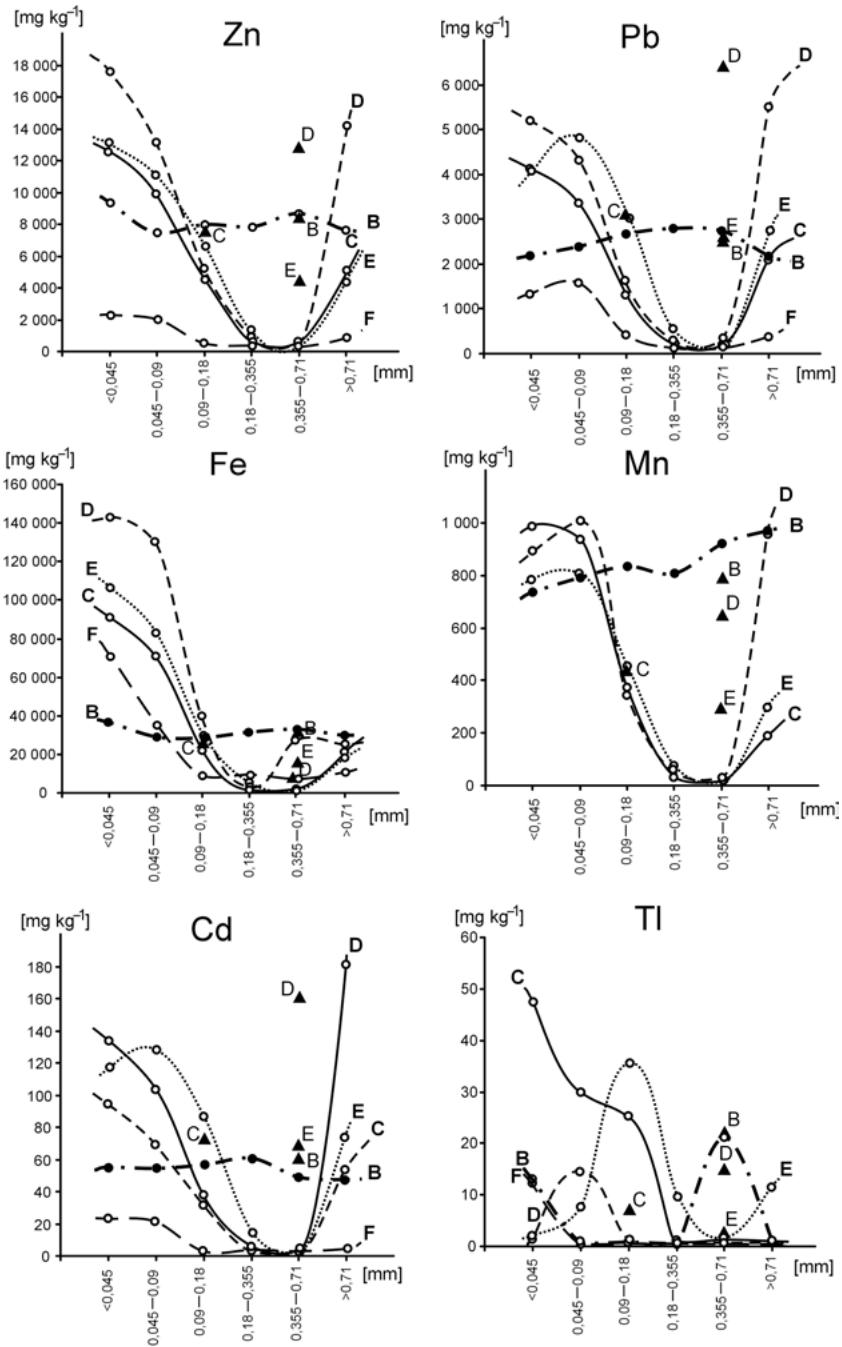 [mg kg⁻¹] Zn
18 000
16 000
14 000
12 000
10 000
8 000
6 000
4 000
2 000
0
D
D
B
B
C
C
E
E
F
[mm]
<0,045
0,045—0,09
0,09—0,18
0,18—0,355
0,355—0,71
>0,71
[mg kg⁻¹] Pb
6 000
5 000
4 000
3 000
2 000
1 000
0
D
D
C
E
E
C
B
B
F
[mm]
<0,045
0,045—0,09
0,09—0,18
0,18—0,355
0,355—0,71
>0,71
[mg kg⁻¹] Fe
160 000
140 000
120 000
100 000
80 000
60 000
40 000
20 000
0
D
E
C
F
B
C
B
E
D
[mm]
<0,045
0,045—0,09
0,09—0,18
0,18—0,355
0,355—0,71
>0,71
[mg kg⁻¹] Mn
1 000
800
600
400
200
0
D
B
B
D
C
E
E
C
[mm]
<0,045
0,045—0,09
0,09—0,18
0,18—0,355
0,355—0,71
>0,71
[mg kg⁻¹] Cd
180
160
140
120
100
80
60
40
20
0
D
D
C
E
B
E
C
B
F
[mm]
<0,045
0,045—0,09
0,09—0,18
0,18—0,355
0,355—0,71
>0,71
[mg kg⁻¹] Tl
60
50
40
30
20
10
0
C
B
F
D
C
B
D
E
E
[mm]
<0,045
0,045—0,09
0,09—0,18
0,18—0,355
0,355—0,71
>0,71